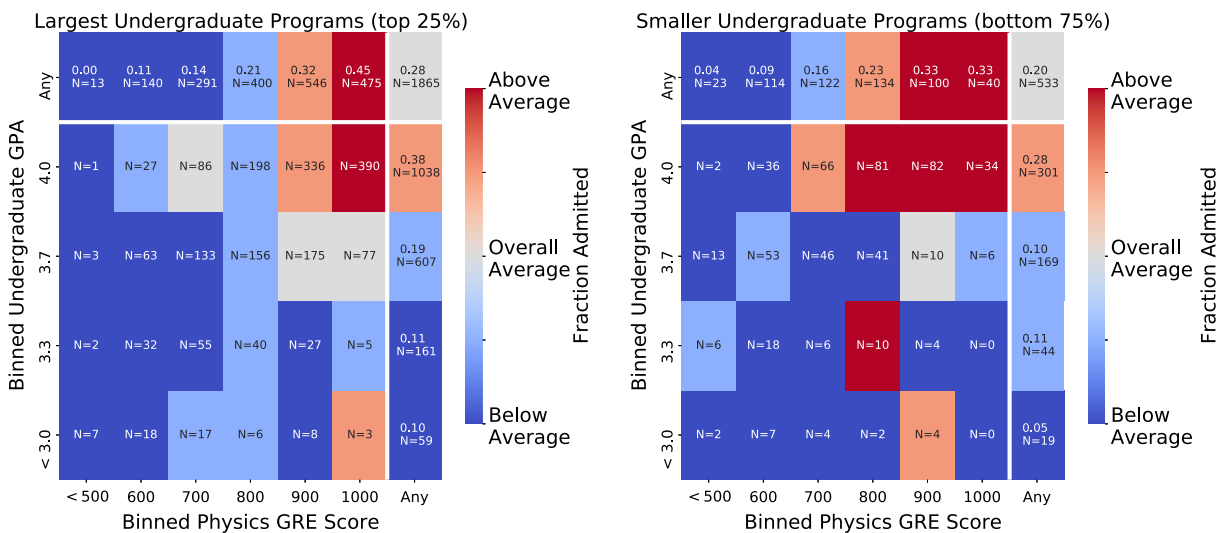 Largest Undergraduate Programs (top 25%)
Binned Undergraduate GPA
Any
0.00
N=13
0.11
N=140
0.14
N=291
0.21
N=400
0.32
N=546
0.45
N=475
0.28
N=1865
4.0
N=1
N=27
N=86
N=198
N=336
N=390
0.38
N=1038
3.7
N=3
N=63
N=133
N=156
N=175
N=77
0.19
N=607
3.3
N=2
N=32
N=55
N=40
N=27
N=5
0.11
N=161
< 3.0
N=7
N=18
N=17
N=6
N=8
N=3
0.10
N=59
< 500
600
700
800
900
1000
Any
Binned Physics GRE Score
Above
Average
Overall
Average
Below
Average
Fraction Admitted
Smaller Undergraduate Programs (bottom 75%)
Binned Undergraduate GPA
Any
0.04
N=23
0.09
N=114
0.16
N=122
0.23
N=134
0.33
N=100
0.33
N=40
0.20
N=533
4.0
N=2
N=36
N=66
N=81
N=82
N=34
0.28
N=301
3.7
N=13
N=53
N=46
N=41
N=10
N=6
0.10
N=169
3.3
N=6
N=18
N=6
N=10
N=4
N=0
0.11
N=44
< 3.0
N=2
N=7
N=4
N=2
N=4
N=0
0.05
N=19
< 500
600
700
800
900
1000
Any
Binned Physics GRE Score
Above
Average
Overall
Average
Below
Average
Fraction Admitted